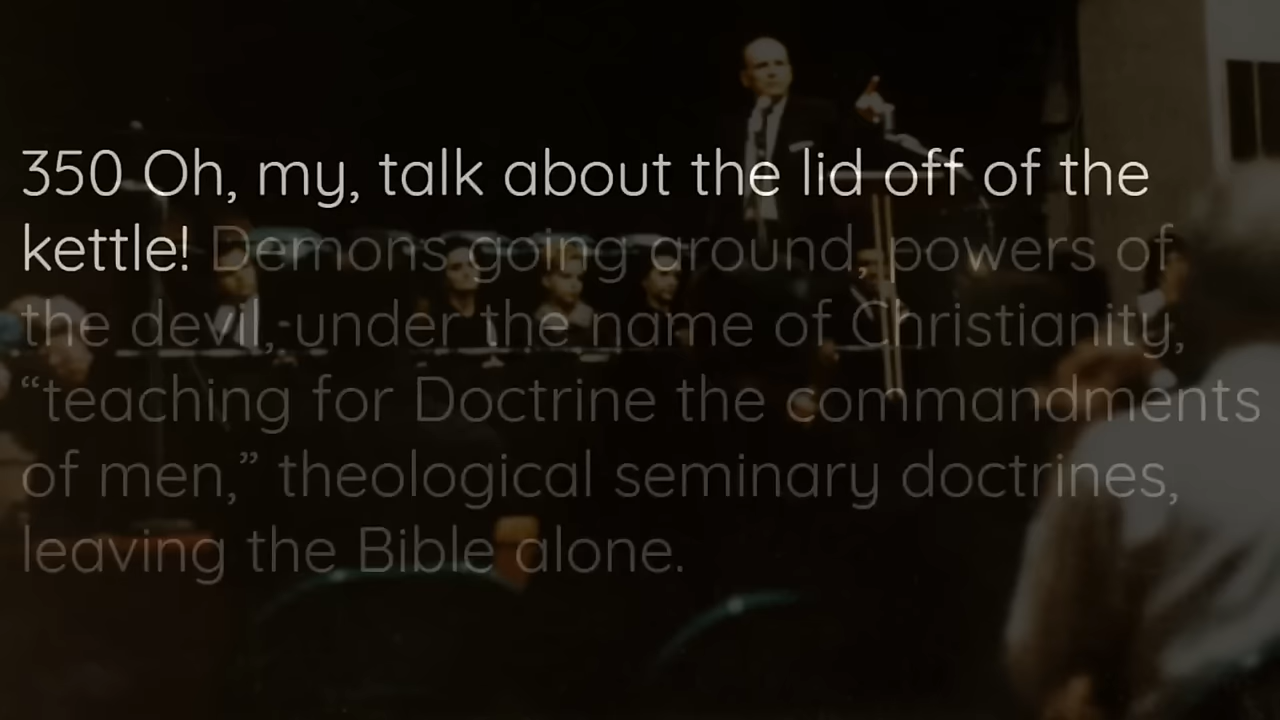 350 Oh, my, talk about the lid off of the
kettle! Demons going around, powers of
the devil, under the name of Christianity,
“teaching for Doctrine the commandments
of men,” theological seminary doctrines,
leaving the Bible alone.